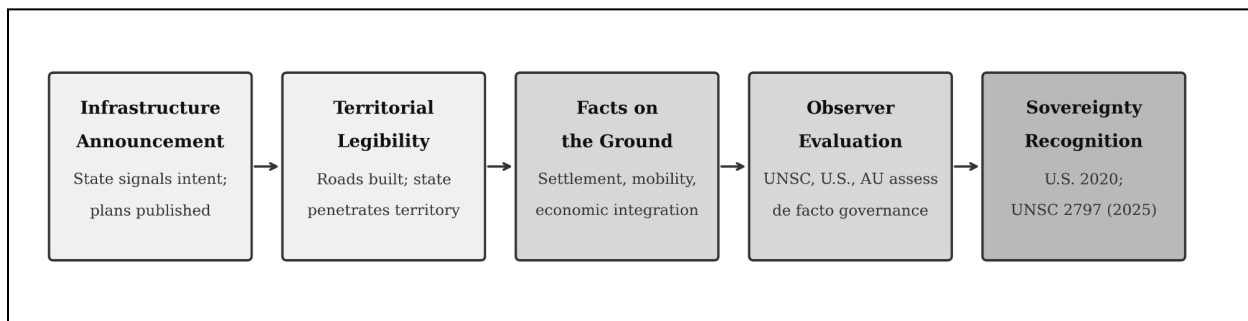 Infrastructure
Announcement
State signals intent;
plans published
Territorial
Legibility
Roads built; state
penetrates territory
Facts on
the Ground
Settlement, mobility,
economic integration
Observer
Evaluation
UNSC, U.S., AU assess
de facto governance
Sovereignty
Recognition
U.S. 2020;
UNSC 2797 (2025)